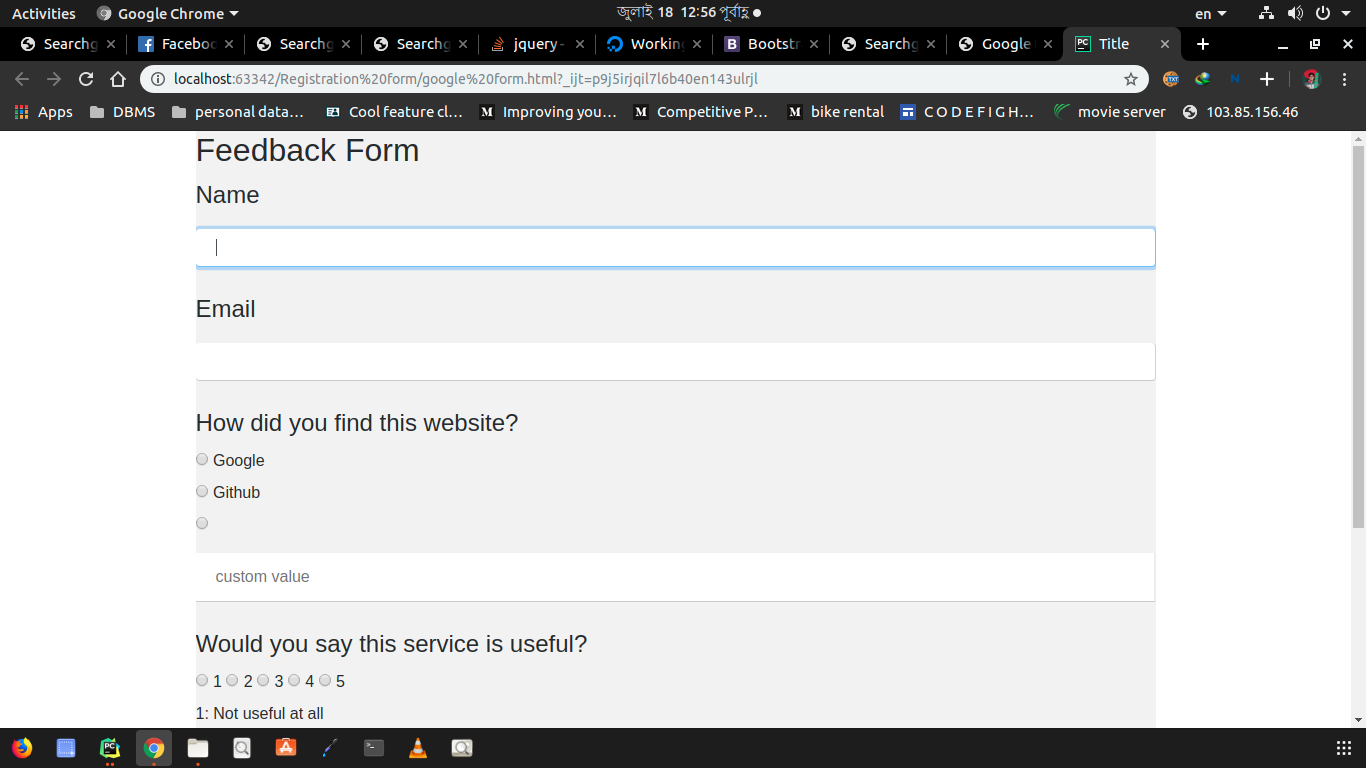 Activities Google Chrome জুলাই 18 12:56 পূর্বাহ্ণ en
Searchg Faceboo Searchg Searchg jquery - Working Bootstr Searchg Google Title
localhost:63342/Registration%20form/google%20form.html?_ijt=p9j5irjqil7l6b40en143ulrjl
Apps DBMS personal data… Cool feature cl… Improving you… Competitive P… bike rental C O D E F I G H… movie server 103.85.156.46
Feedback Form
Name
Email
How did you find this website?
Google
Github
custom value
Would you say this service is useful?
1 2 3 4 5
1: Not useful at all